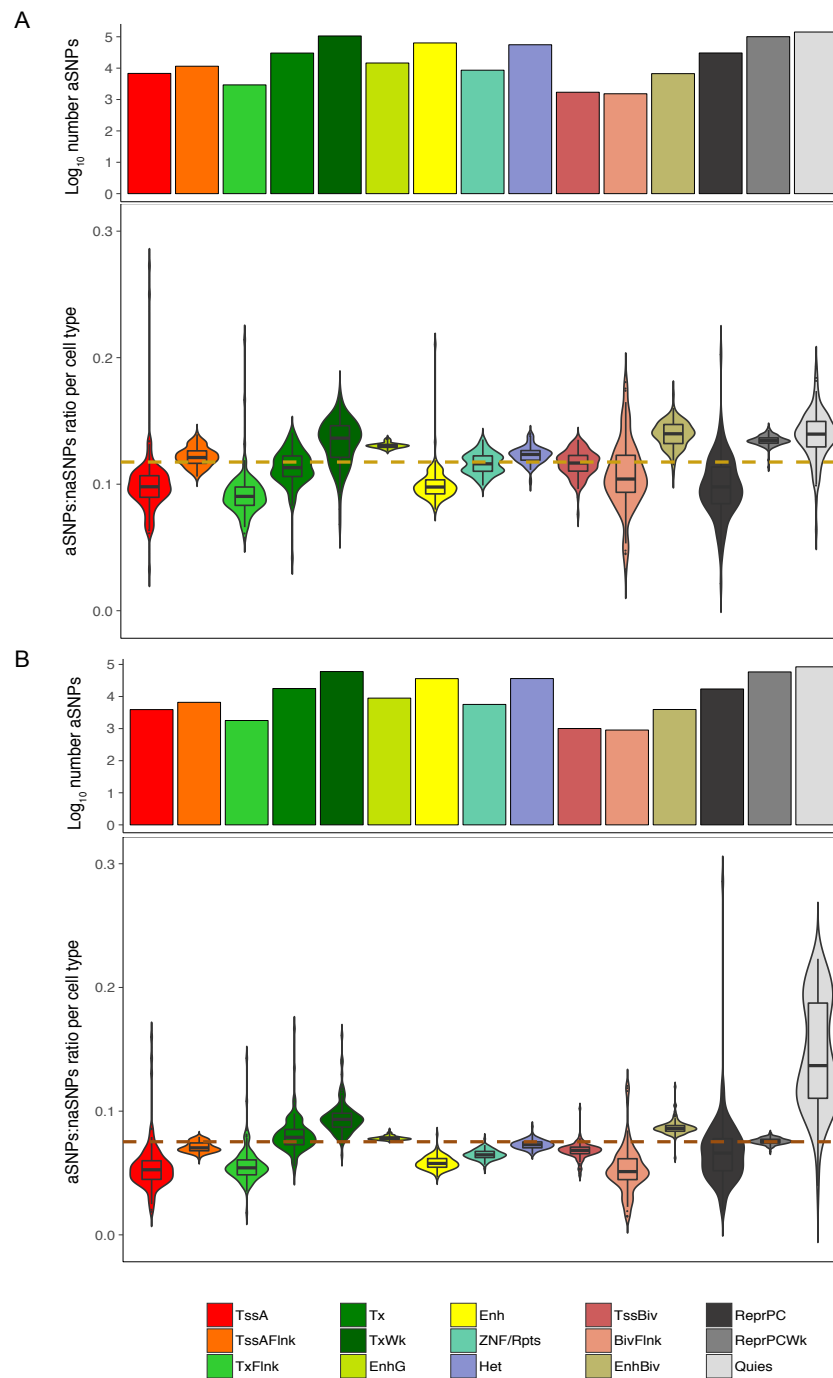 A
Log10 number aSNPs
5
4
3
2
1
0
aSNPs:naSNPs ratio per cell type
0.3
0.2
0.1
0.0
B
Log10 number aSNPs
5
4
3
2
1
0
aSNPs:naSNPs ratio per cell type
0.3
0.2
0.1
0.0
TssA Tx Enh TssBiv ReprPC
TssAFlnk TxWk ZNF/Rpts BivFlnk ReprPCWk
TxFlnk EnhG Het EnhBiv Quies